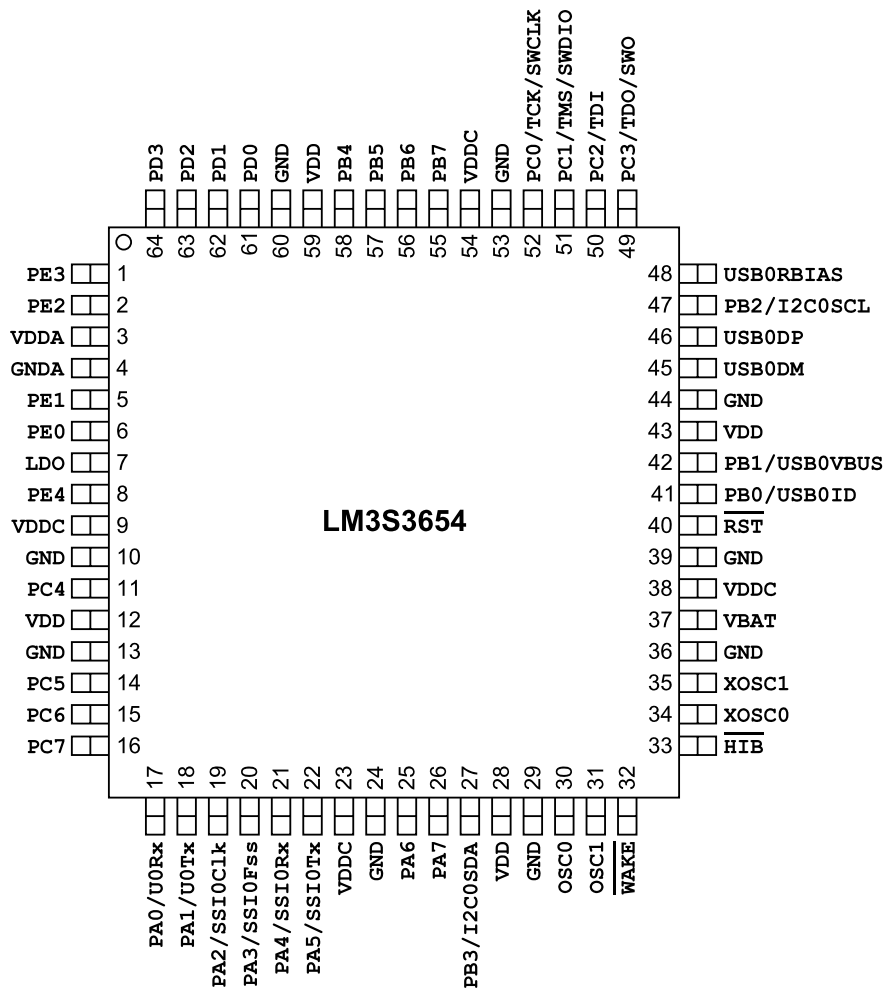 PD3
PD2
PD1
PD0
GND
VDD
PB4
PB5
PB6
PB7
VDDC
GND
PC0/TCK/SWCLK
PC1/TMS/SWDIO
PC2/TDI
PC3/TDO/SWO
64
63
62
61
60
59
58
57
56
55
54
53
52
51
50
49
PE3 1
PE2 2
VDDA 3
GNDA 4
PE1 5
PE0 6
LDO 7
PE4 8
VDDC 9
GND 10
PC4 11
VDD 12
GND 13
PC5 14
PC6 15
PC7 16
LM3S3654
48 USB0RBIAS
47 PB2/I2C0SCL
46 USB0DP
45 USB0DM
44 GND
43 VDD
42 PB1/USB0VBUS
41 PB0/USB0ID
40 RST
39 GND
38 VDDC
37 VBAT
36 GND
35 XOSC1
34 XOSC0
33 HIB
17
18
19
20
21
22
23
24
25
26
27
28
29
30
31
32
PA0/U0Rx
PA1/U0Tx
PA2/SSI0Clk
PA3/SSI0Fss
PA4/SSI0Rx
PA5/SSI0Tx
VDDC
GND
PA6
PA7
PB3/I2C0SDA
VDD
GND
OSC0
OSC1
WAKE